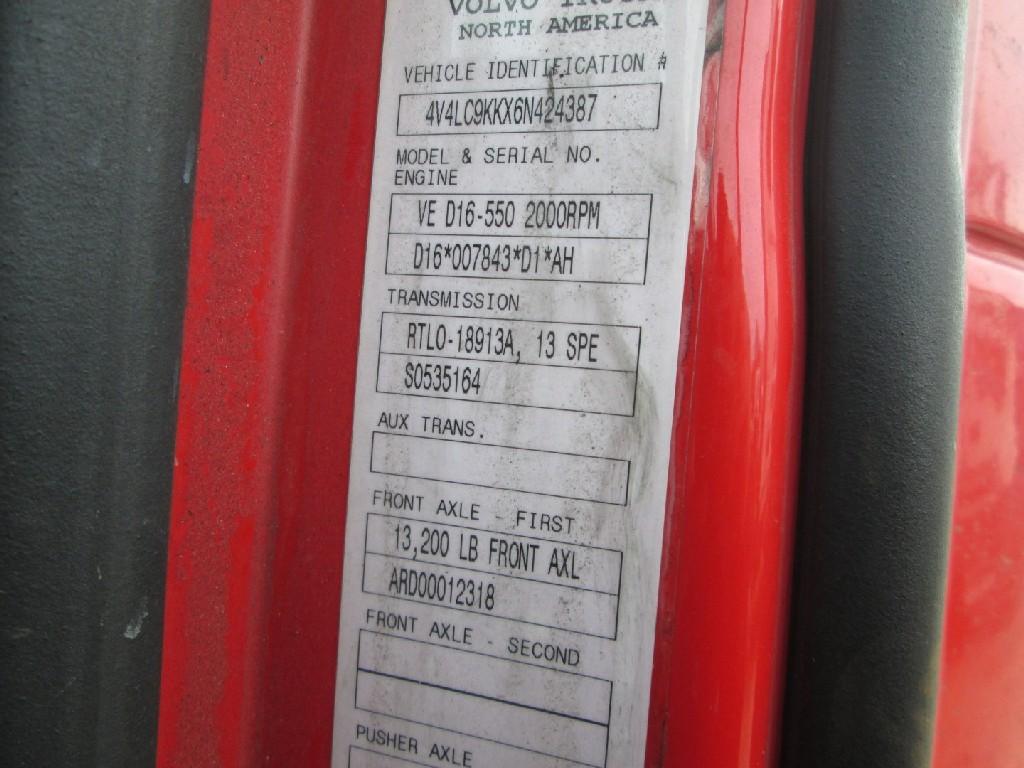 VOLVO TRUCKS
NORTH AMERICA
VEHICLE IDENTIFICATION #
4V4LC9KKX6N424387
MODEL & SERIAL NO.
ENGINE
VE D16-550 2000RPM
D16*007843*D1*AH
TRANSMISSION
RTLO-18913A, 13 SPE
S0535164
AUX TRANS.
FRONT AXLE - FIRST
13,200 LB FRONT AXL
ARD00012318
FRONT AXLE - SECOND
PUSHER AXLE